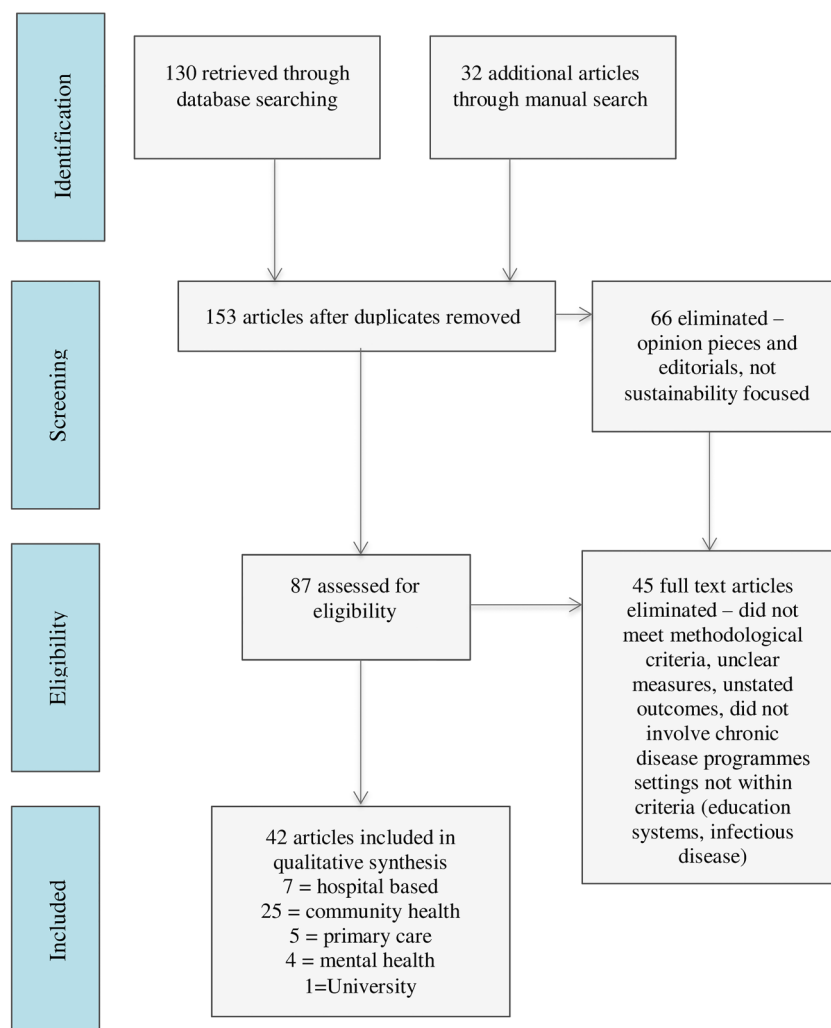 Identification
130 retrieved through
database searching
32 additional articles
through manual search
Screening
153 articles after duplicates removed
66 eliminated –
opinion pieces and
editorials, not
sustainability focused
Eligibility
87 assessed for
eligibility
45 full text articles
eliminated – did not
meet methodological
criteria, unclear
measures, unstated
outcomes, did not
involve chronic
disease programmes
settings not within
criteria (education
systems, infectious
disease)
Included
42 articles included in
qualitative synthesis
7 = hospital based
25 = community health
5 = primary care
4 = mental health
1=University